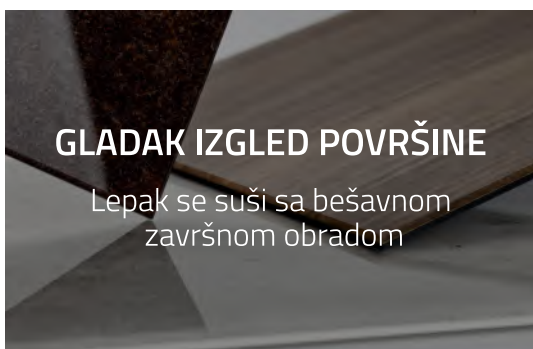 GLADAK IZGLED POVRŠINE
Lepak se suši sa bešavnom
završnom obradom